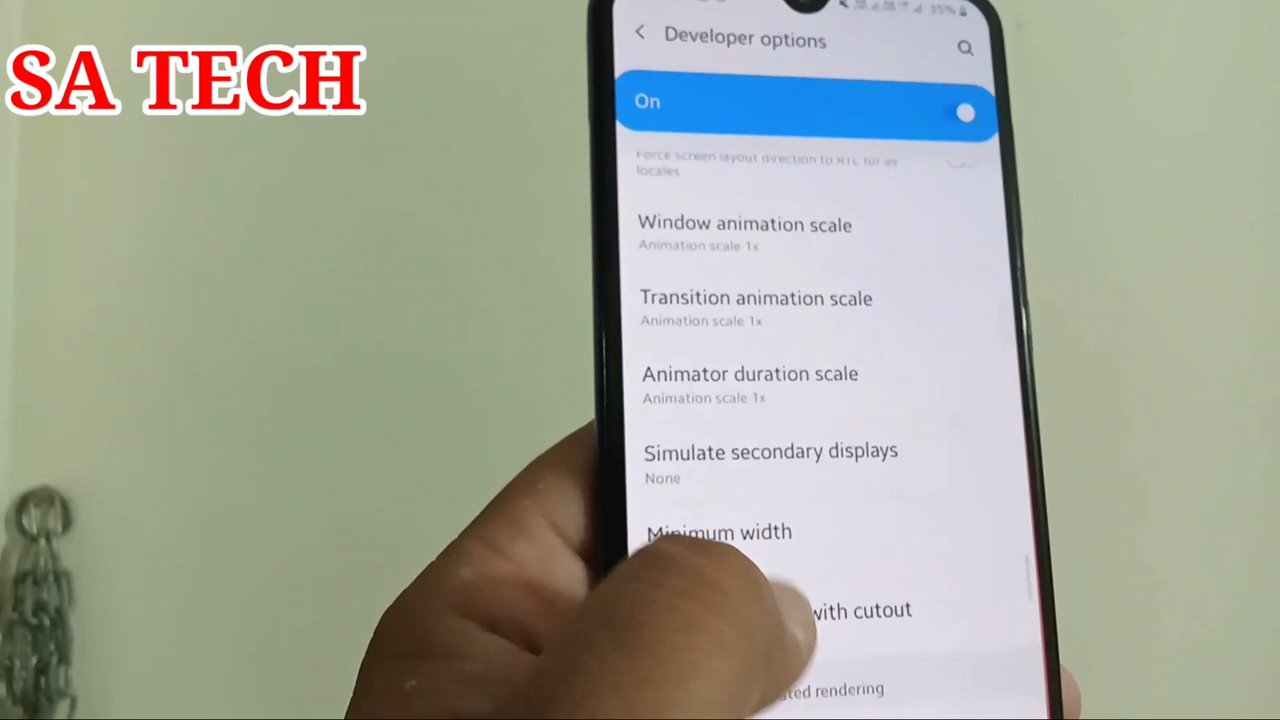 SA TECH
35%
Developer options
On
Force screen layout direction to RTL for all
locales
Window animation scale
Animation scale 1x
Transition animation scale
Animation scale 1x
Animator duration scale
Animation scale 1x
Simulate secondary displays
None
Minimum width
with cutout
rendering